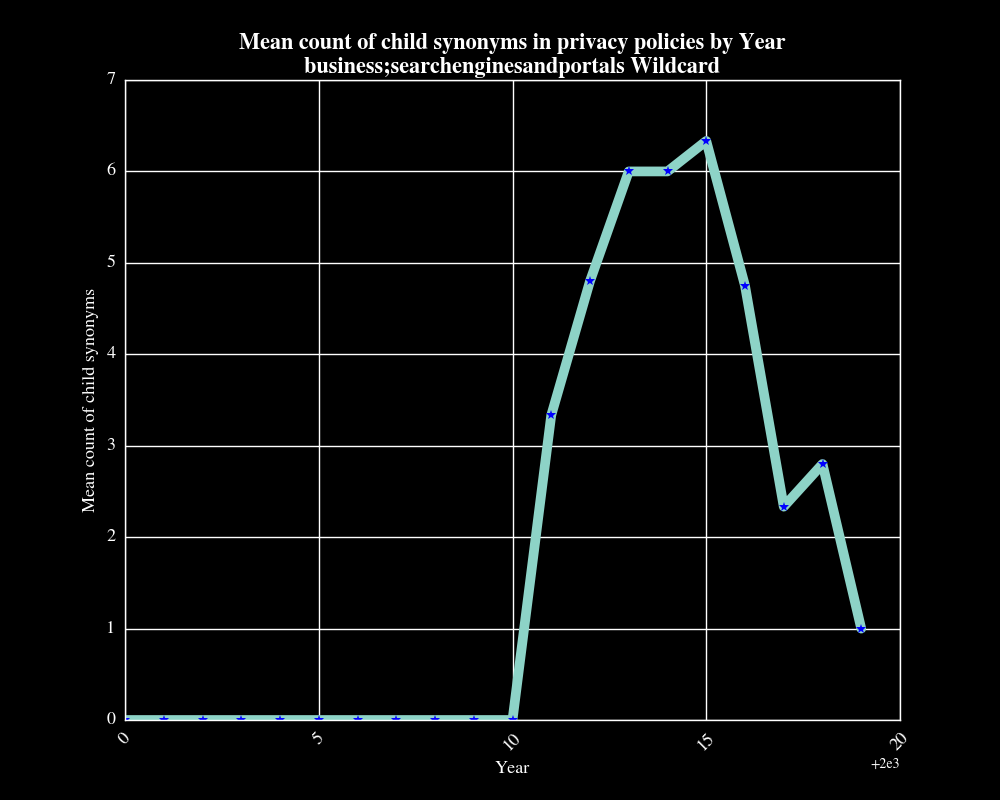 Mean count of child synonyms in privacy policies by Year
business;searchenginesandportals Wildcard
7
6
5
4
3
2
1
0
Mean count of child synonyms
0
5
10
15
20
Year
+2e3